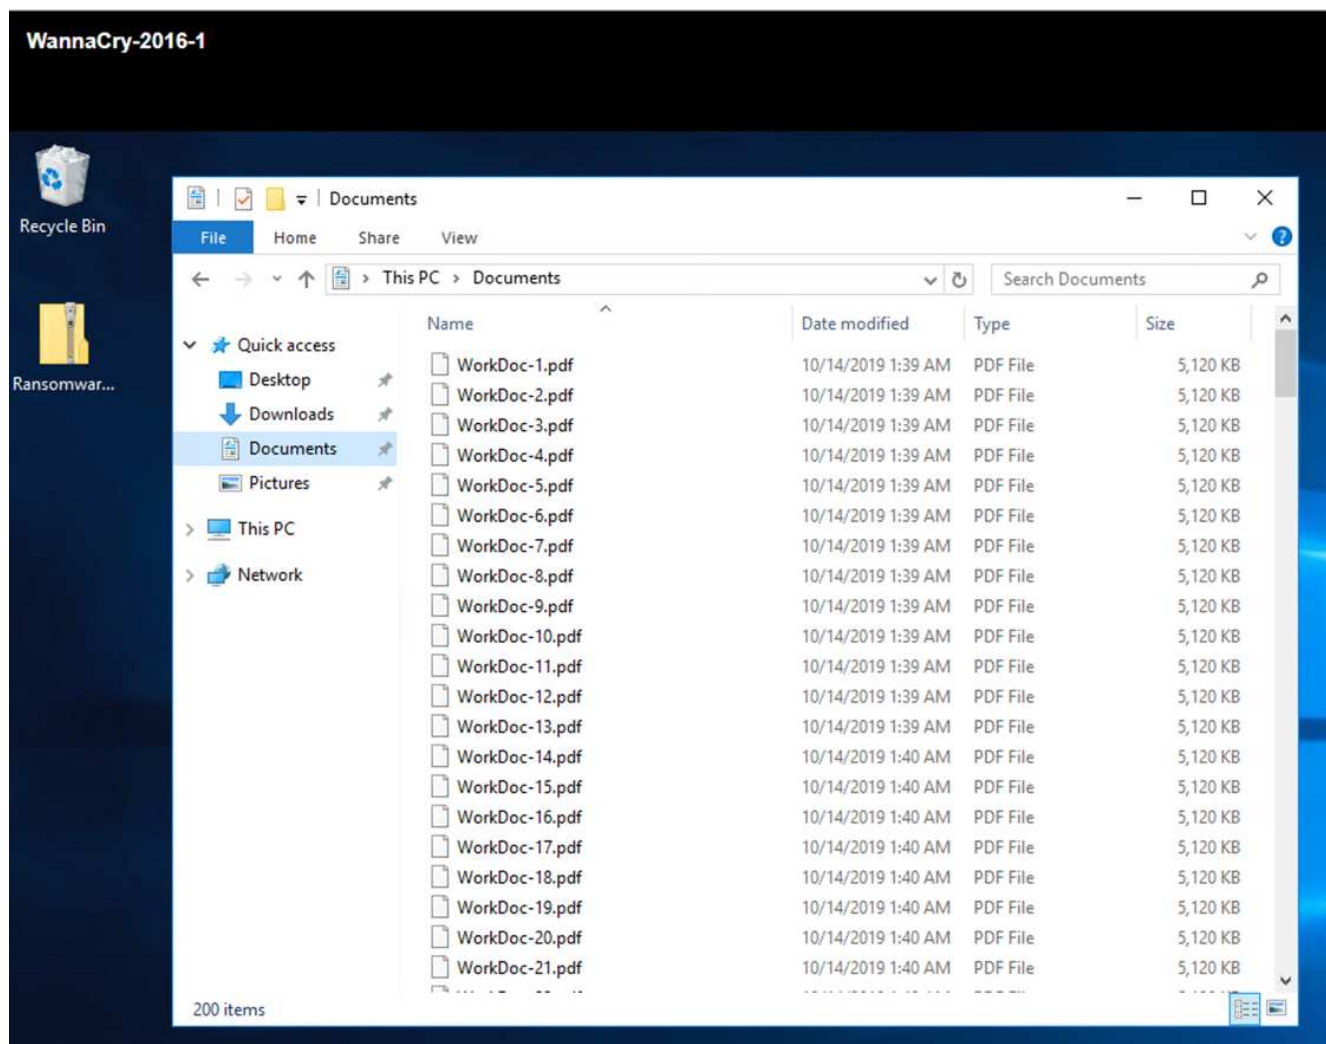 WannaCry-2016-1
Recycle Bin
Ransomwar...
Documents
File Home Share View
This PC > Documents
Search Documents
Quick access
Desktop
Downloads
Documents
Pictures
This PC
Network
Name Date modified Type Size
WorkDoc-1.pdf 10/14/2019 1:39 AM PDF File 5,120 KB
WorkDoc-2.pdf 10/14/2019 1:39 AM PDF File 5,120 KB
WorkDoc-3.pdf 10/14/2019 1:39 AM PDF File 5,120 KB
WorkDoc-4.pdf 10/14/2019 1:39 AM PDF File 5,120 KB
WorkDoc-5.pdf 10/14/2019 1:39 AM PDF File 5,120 KB
WorkDoc-6.pdf 10/14/2019 1:39 AM PDF File 5,120 KB
WorkDoc-7.pdf 10/14/2019 1:39 AM PDF File 5,120 KB
WorkDoc-8.pdf 10/14/2019 1:39 AM PDF File 5,120 KB
WorkDoc-9.pdf 10/14/2019 1:39 AM PDF File 5,120 KB
WorkDoc-10.pdf 10/14/2019 1:39 AM PDF File 5,120 KB
WorkDoc-11.pdf 10/14/2019 1:39 AM PDF File 5,120 KB
WorkDoc-12.pdf 10/14/2019 1:39 AM PDF File 5,120 KB
WorkDoc-13.pdf 10/14/2019 1:39 AM PDF File 5,120 KB
WorkDoc-14.pdf 10/14/2019 1:40 AM PDF File 5,120 KB
WorkDoc-15.pdf 10/14/2019 1:40 AM PDF File 5,120 KB
WorkDoc-16.pdf 10/14/2019 1:40 AM PDF File 5,120 KB
WorkDoc-17.pdf 10/14/2019 1:40 AM PDF File 5,120 KB
WorkDoc-18.pdf 10/14/2019 1:40 AM PDF File 5,120 KB
WorkDoc-19.pdf 10/14/2019 1:40 AM PDF File 5,120 KB
WorkDoc-20.pdf 10/14/2019 1:40 AM PDF File 5,120 KB
WorkDoc-21.pdf 10/14/2019 1:40 AM PDF File 5,120 KB
200 items